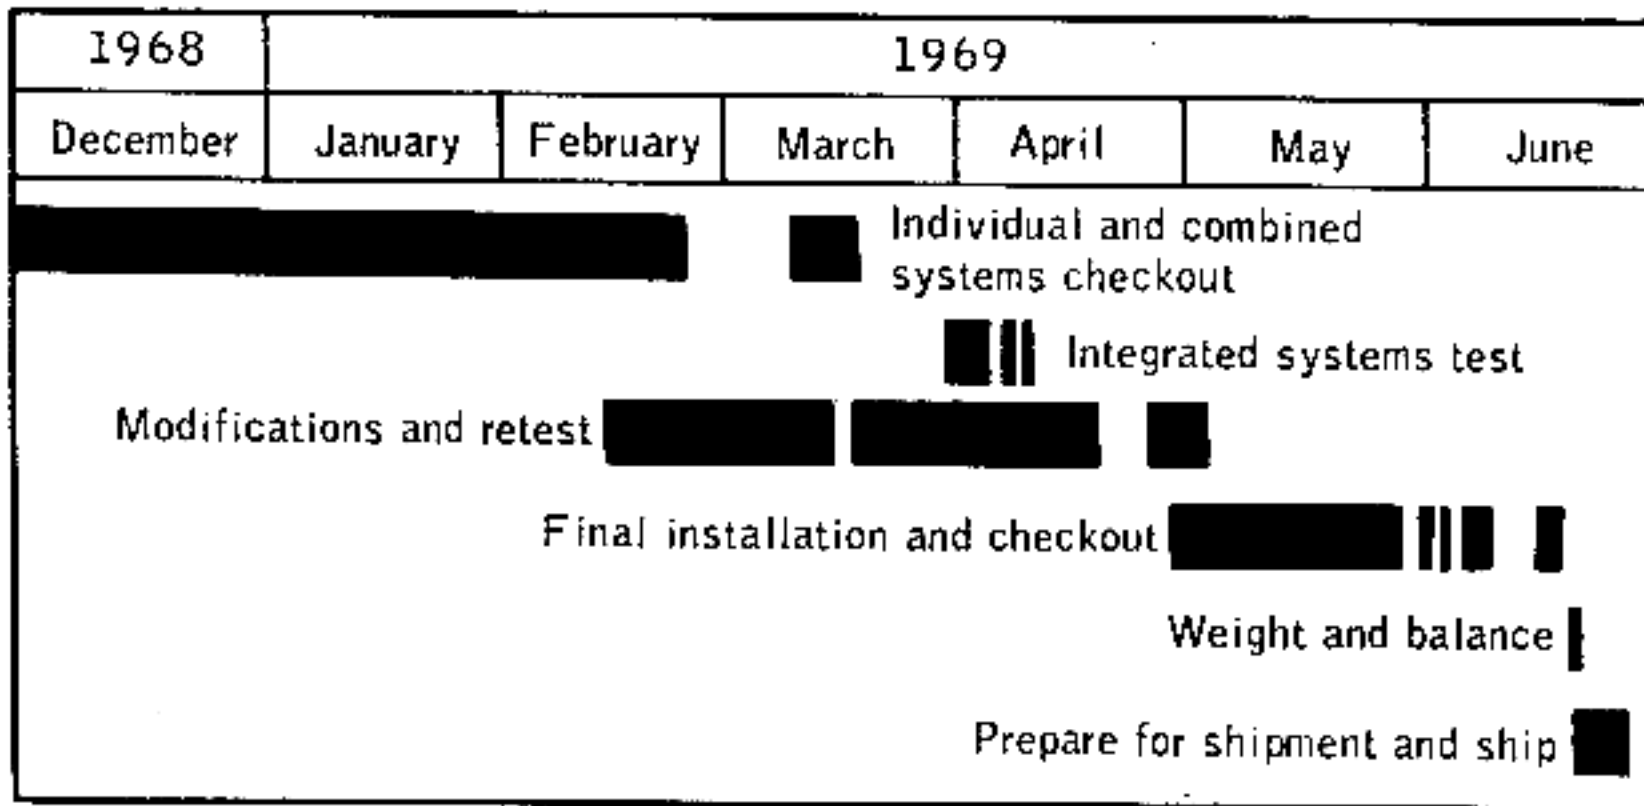 1968 1969
December January February March April May June
Individual and combined
systems checkout
Integrated systems test
Modifications and retest
Final installation and checkout
Weight and balance
Prepare for shipment and ship